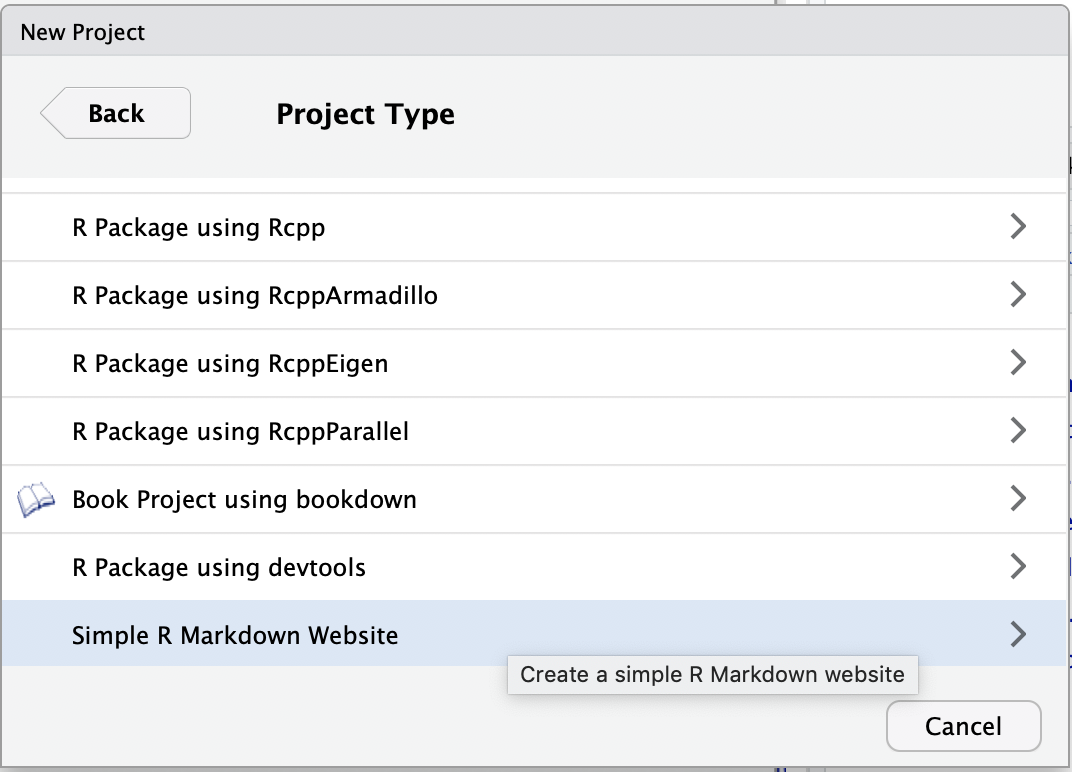 New Project
Back
Project Type
R Package using Rcpp
R Package using RcppArmadillo
R Package using RcppEigen
R Package using RcppParallel
Book Project using bookdown
R Package using devtools
Simple R Markdown Website
Create a simple R Markdown website
Cancel